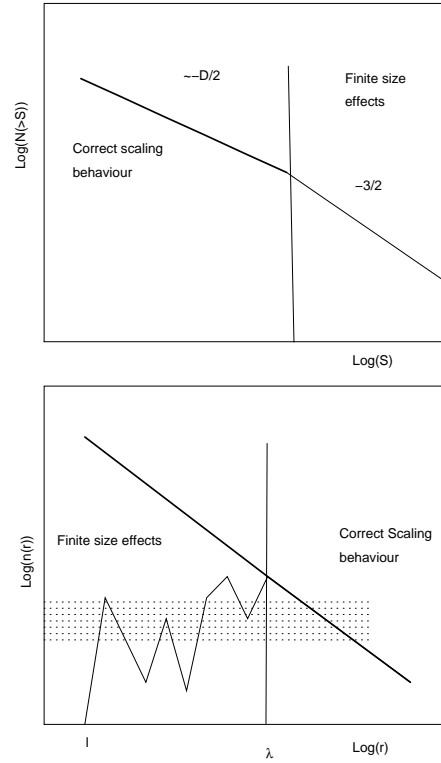 ~−D/2
Finite size
effects
Log(N(>S))
Correct scaling
behaviour
−3/2
Log(S)
Log(n(r))
Finite size effects
Correct Scaling
behaviour
l
λ
Log(r)